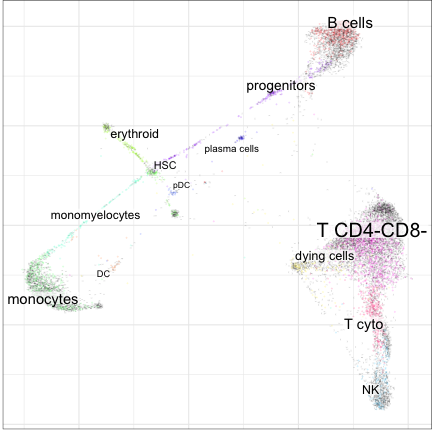 B cells
progenitors
erythroid
plasma cells
HSC
pDC
monomyelocytes
T CD4-CD8-
dying cells
DC
monocytes
T cyto
NK